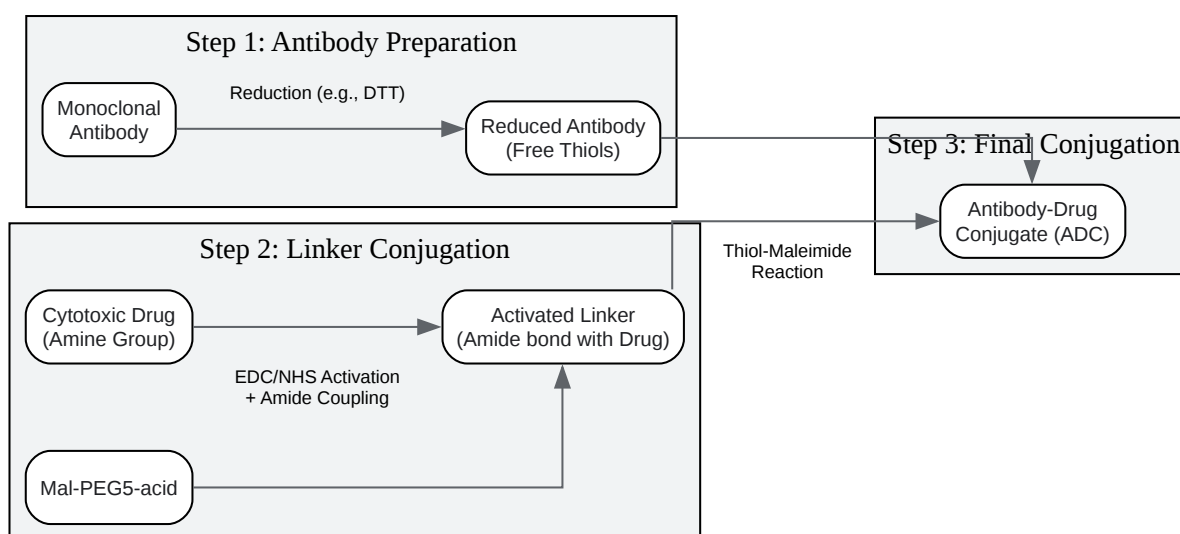 Step 1: Antibody Preparation
Monoclonal
Antibody
Reduction (e.g., DTT)
Reduced Antibody
(Free Thiols)
Step 2: Linker Conjugation
Cytotoxic Drug
(Amine Group)
EDC/NHS Activation
+ Amide Coupling
Activated Linker
(Amide bond with Drug)
Mal-PEG5-acid
Step 3: Final Conjugation
Thiol-Maleimide
Reaction
Antibody-Drug
Conjugate (ADC)